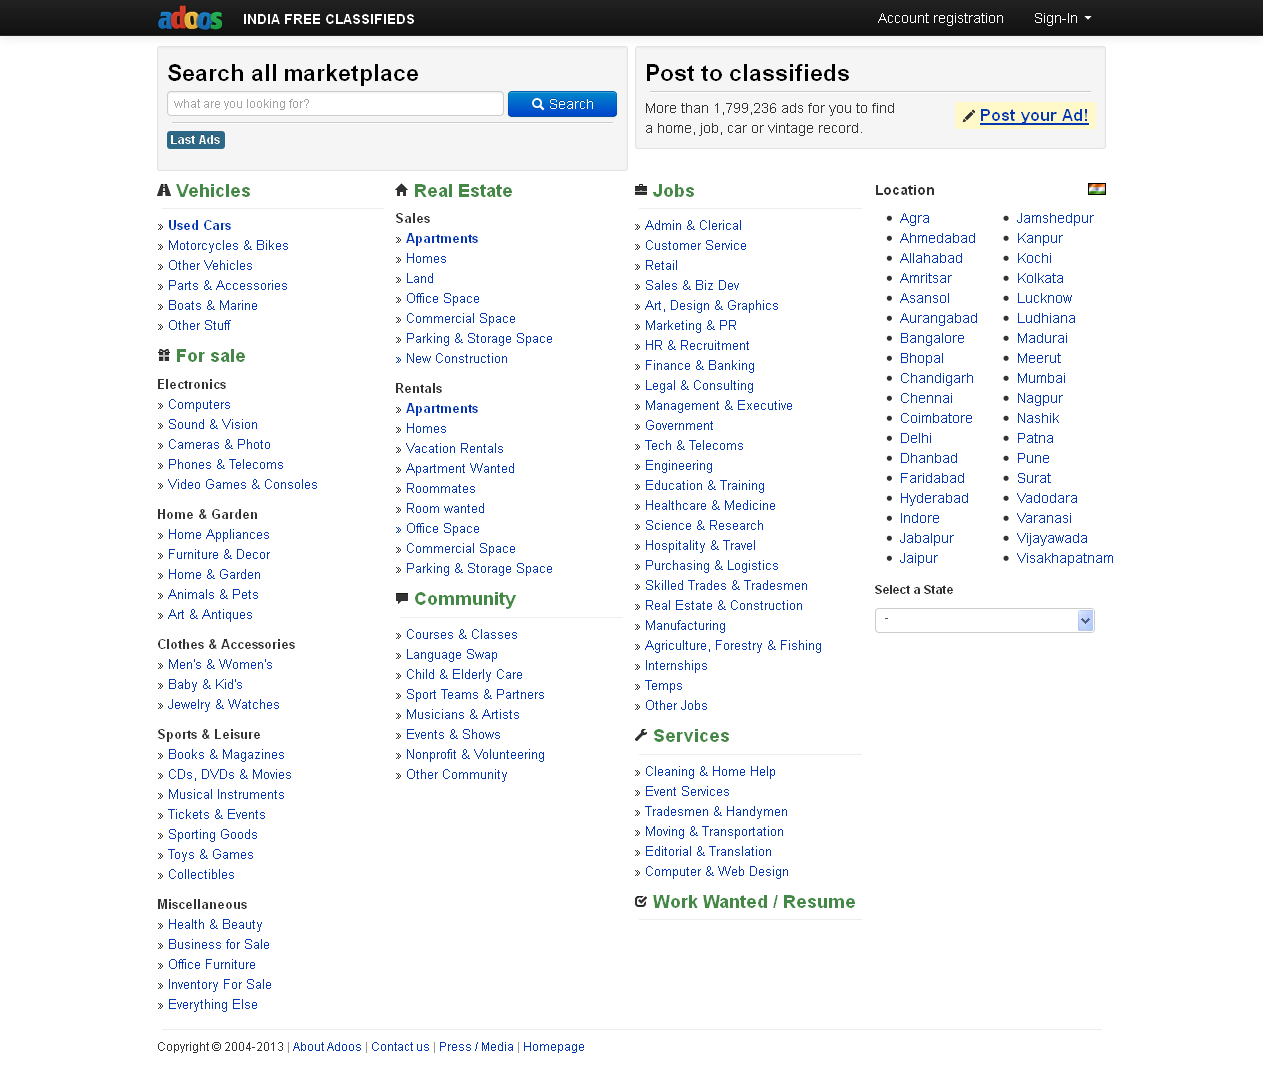 adoos INDIA FREE CLASSIFIEDS Account registration Sign-In
Search all marketplace
what are you looking for? Search
Last Ads
Post to classifieds
More than 1,799,236 ads for you to find
a home, job, car or vintage record.
Post your Ad!
Vehicles
» Used Cars
» Motorcycles & Bikes
» Other Vehicles
» Parts & Accessories
» Boats & Marine
» Other Stuff
For sale
Electronics
» Computers
» Sound & Vision
» Cameras & Photo
» Phones & Telecoms
» Video Games & Consoles
Home & Garden
» Home Appliances
» Furniture & Decor
» Home & Garden
» Animals & Pets
» Art & Antiques
Clothes & Accessories
» Men's & Women's
» Baby & Kid's
» Jewelry & Watches
Sports & Leisure
» Books & Magazines
» CDs, DVDs & Movies
» Musical Instruments
» Tickets & Events
» Sporting Goods
» Toys & Games
» Collectibles
Miscellaneous
» Health & Beauty
» Business for Sale
» Office Furniture
» Inventory For Sale
» Everything Else
Real Estate
Sales
» Apartments
» Homes
» Land
» Office Space
» Commercial Space
» Parking & Storage Space
» New Construction
Rentals
» Apartments
» Homes
» Vacation Rentals
» Apartment Wanted
» Roommates
» Room wanted
» Office Space
» Commercial Space
» Parking & Storage Space
Community
» Courses & Classes
» Language Swap
» Child & Elderly Care
» Sport Teams & Partners
» Musicians & Artists
» Events & Shows
» Nonprofit & Volunteering
» Other Community
Jobs
» Admin & Clerical
» Customer Service
» Retail
» Sales & Biz Dev
» Art, Design & Graphics
» Marketing & PR
» HR & Recruitment
» Finance & Banking
» Legal & Consulting
» Management & Executive
» Government
» Tech & Telecoms
» Engineering
» Education & Training
» Healthcare & Medicine
» Science & Research
» Hospitality & Travel
» Purchasing & Logistics
» Skilled Trades & Tradesmen
» Real Estate & Construction
» Manufacturing
» Agriculture, Forestry & Fishing
» Internships
» Temps
» Other Jobs
Services
» Cleaning & Home Help
» Event Services
» Tradesmen & Handymen
» Moving & Transportation
» Editorial & Translation
» Computer & Web Design
Work Wanted / Resume
Location
• Agra
• Ahmedabad
• Allahabad
• Amritsar
• Asansol
• Aurangabad
• Bangalore
• Bhopal
• Chandigarh
• Chennai
• Coimbatore
• Delhi
• Dhanbad
• Faridabad
• Hyderabad
• Indore
• Jabalpur
• Jaipur
• Jamshedpur
• Kanpur
• Kochi
• Kolkata
• Lucknow
• Ludhiana
• Madurai
• Meerut
• Mumbai
• Nagpur
• Nashik
• Patna
• Pune
• Surat
• Vadodara
• Varanasi
• Vijayawada
• Visakhapatnam
Select a State
-
Copyright © 2004-2013 | About Adoos | Contact us | Press / Media | Homepage